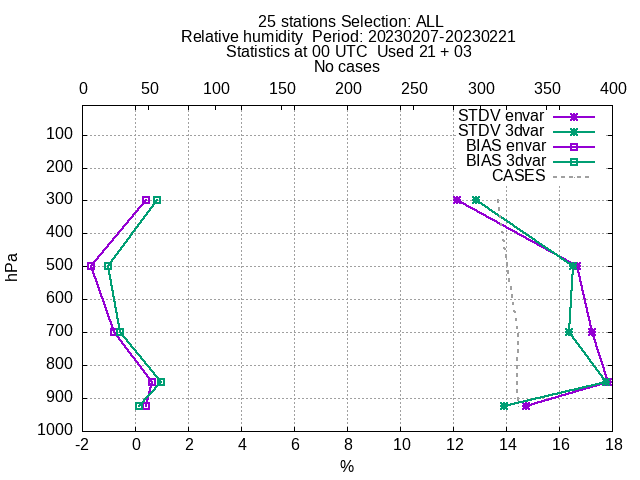 25 stations Selection: ALL
Relative humidity  Period: 20230207-20230221
Statistics at 00 UTC  Used 21 + 03
No cases
0 50 100 150 200 250 300 350 400
STDV envar
STDV 3dvar
BIAS envar
BIAS 3dvar
CASES
100
200
300
400
500
600
700
800
900
1000
hPa
-2 0 2 4 6 8 10 12 14 16 18
%